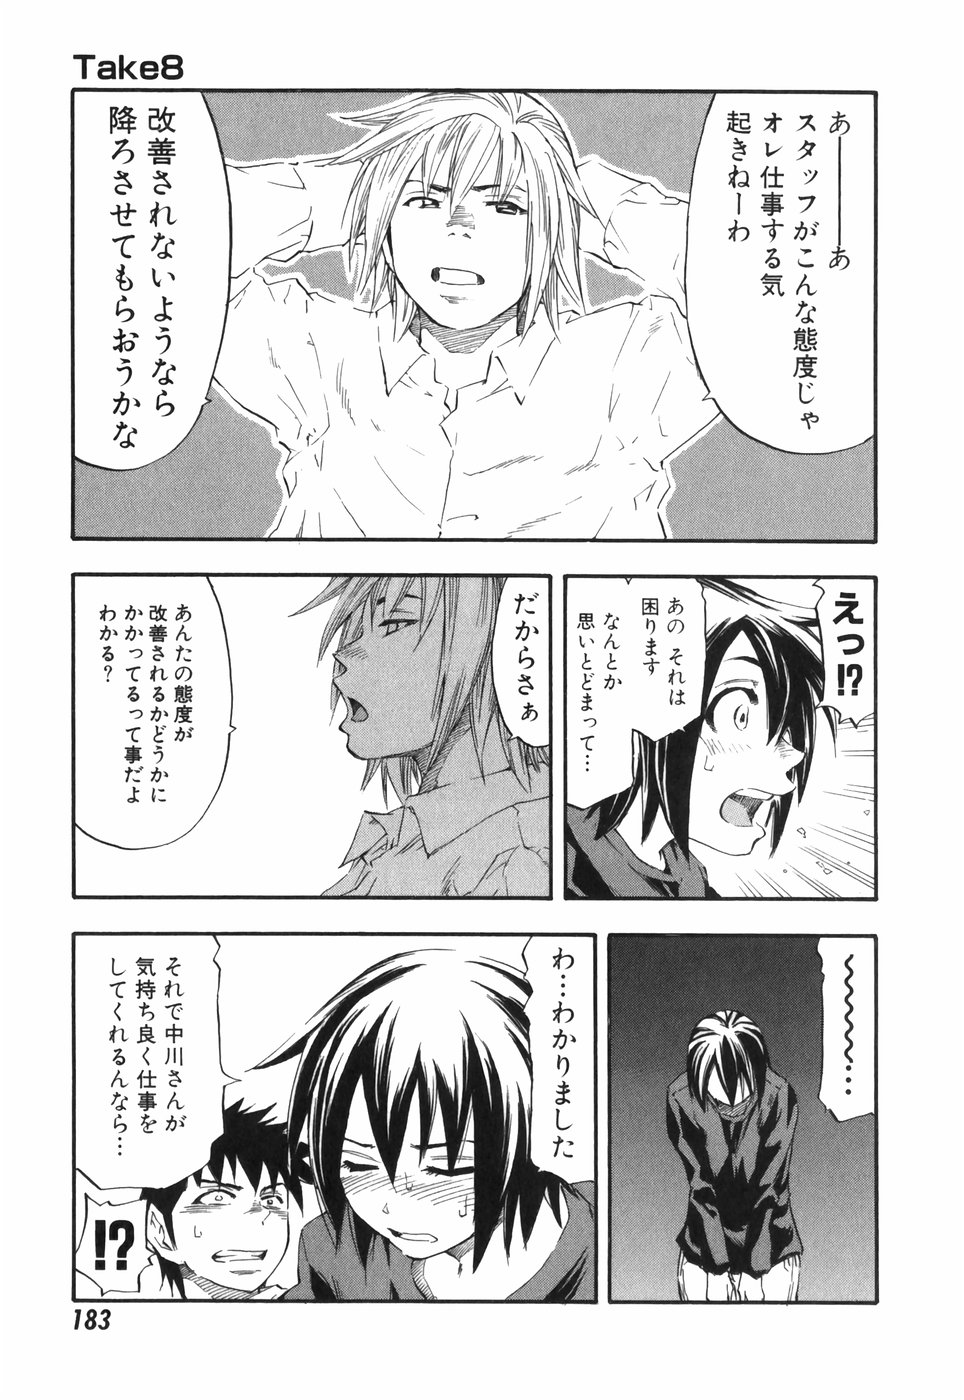 Take8
あ――――あ
スタッフがこんな態度じゃ
オレ仕事する気
起きねーわ
改善されないようなら
降ろさせてもらおうかな
えっ!?
あの それは
困ります
なんとか
思いとどまって…
だからさぁ
あんたの態度が
改善されるかどうかに
かかってるって事だよ
わかる?
～～～～～…
わ…わかりました
それで中川さんが
気持ち良く仕事を
してくれるんなら…
!?
183